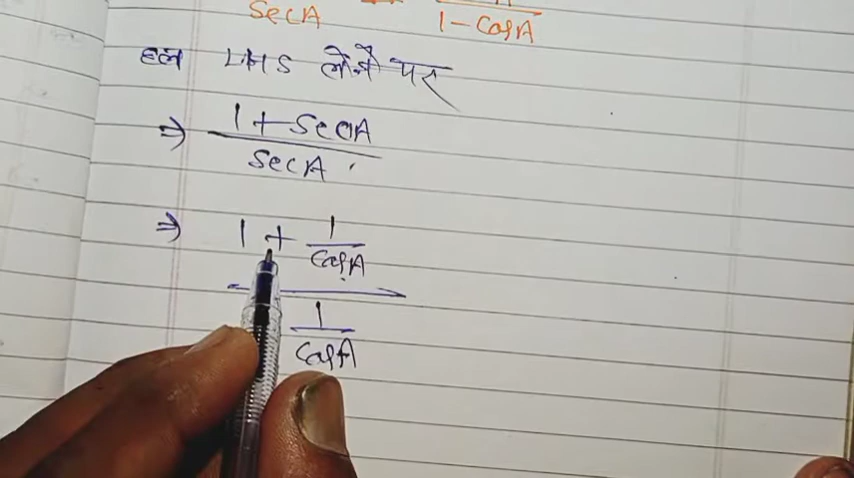 SecA = 1-CosA
हल LHS लेने पर
⇒ 1 + SecA
SecA
⇒ 1 + 1
CosA
1
CosA